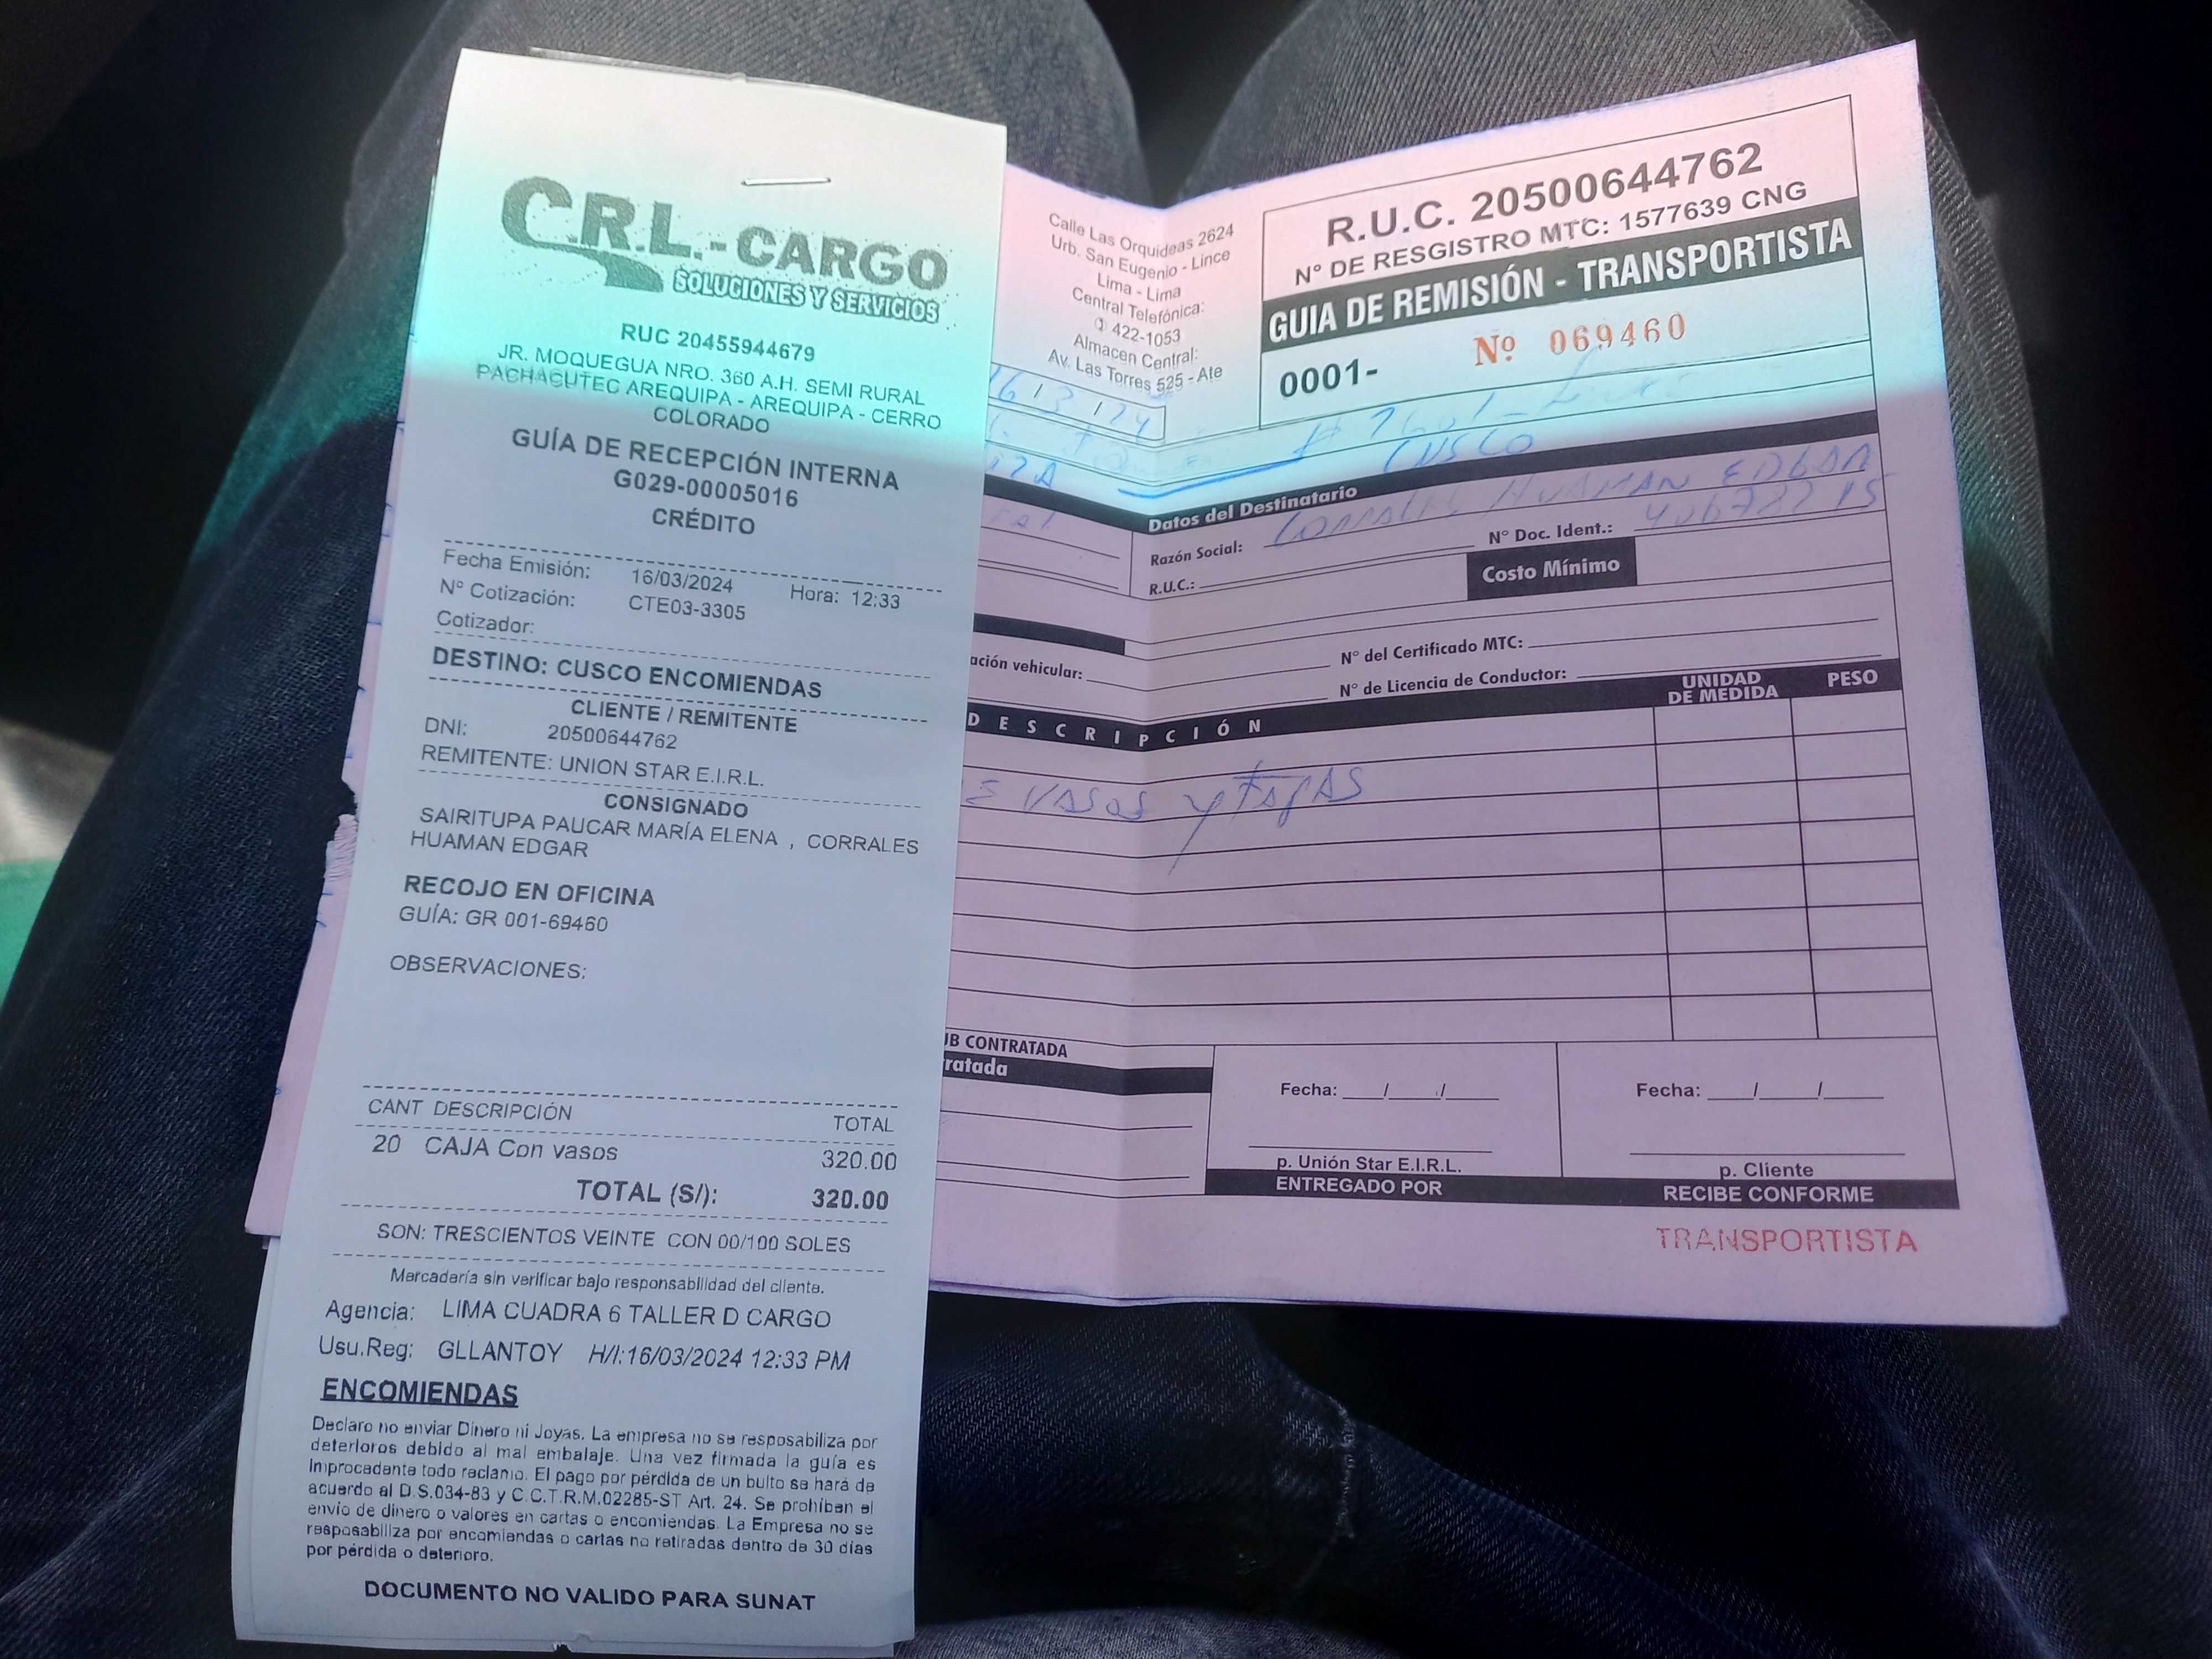 C.R.L.-CARGO
SOLUCIONES Y SERVICIOS
RUC 20455944679
JR. MOQUEGUA NRO. 360 A.H. SEMI RURAL
PACHACUTEC AREQUIPA - AREQUIPA - CERRO
COLORADO
GUÍA DE RECEPCIÓN INTERNA
G029-00005016
CRÉDITO
Fecha Emisión: 16/03/2024 Hora: 12:33
Nº Cotización: CTE03-3305
Cotizador:
DESTINO: CUSCO ENCOMIENDAS
CLIENTE / REMITENTE
DNI: 20500644762
REMITENTE: UNION STAR E.I.R.L.
CONSIGNADO
SAIRITUPA PAUCAR MARÍA ELENA , CORRALES
HUAMAN EDGAR
RECOJO EN OFICINA
GUÍA: GR 001-69460
OBSERVACIONES:
CANT DESCRIPCIÓN TOTAL
20 CAJA Con vasos 320.00
TOTAL (S/): 320.00
SON: TRESCIENTOS VEINTE CON 00/100 SOLES
Mercadería sin verificar bajo responsabilidad del cliente.
Agencia: LIMA CUADRA 6 TALLER D CARGO
Usu.Reg: GLLANTOY H/I:16/03/2024 12:33 PM
ENCOMIENDAS
Declaro no enviar Dinero ni Joyas. La empresa no se resposabiliza por
deterioros debido al mal embalaje. Una vez firmada la guía es
Improcedente todo reclamo. El pago por pérdida de un bulto se hará de
acuerdo al D.S.034-83 y C.C.T.R.M.02285-ST Art. 24. Se prohiben el
envío de dinero o valores en cartas o encomiendas. La Empresa no se
resposabiliza por encomiendas o cartas no retiradas dentro de 30 días
por pérdida o deterioro.
DOCUMENTO NO VALIDO PARA SUNAT
Calle Las Orquideas 2624
Urb. San Eugenio - Lince
Lima - Lima
Central Telefónica:
422-1053
Almacen Central:
Av. Las Torres 525 - Ate
R.U.C. 20500644762
Nº DE RESGISTRO MTC: 1577639 CNG
GUIA DE REMISIÓN - TRANSPORTISTA
0001- Nº 069460
16/3/24
CUSCO
Datos del Destinatario
Razón Social: CORRALES HUAMAN EDGAR
R.U.C.: Nº Doc. Ident.:
Costo Mínimo
ación vehicular: Nº del Certificado MTC:
Nº de Licencia de Conductor:
DESCRIPCIÓN UNIDAD DE MEDIDA PESO
E VASOS Y TAPAS
UB CONTRATADA
ratada
Fecha: / / Fecha: / /
p. Unión Star E.I.R.L. p. Cliente
ENTREGADO POR RECIBE CONFORME
TRANSPORTISTA